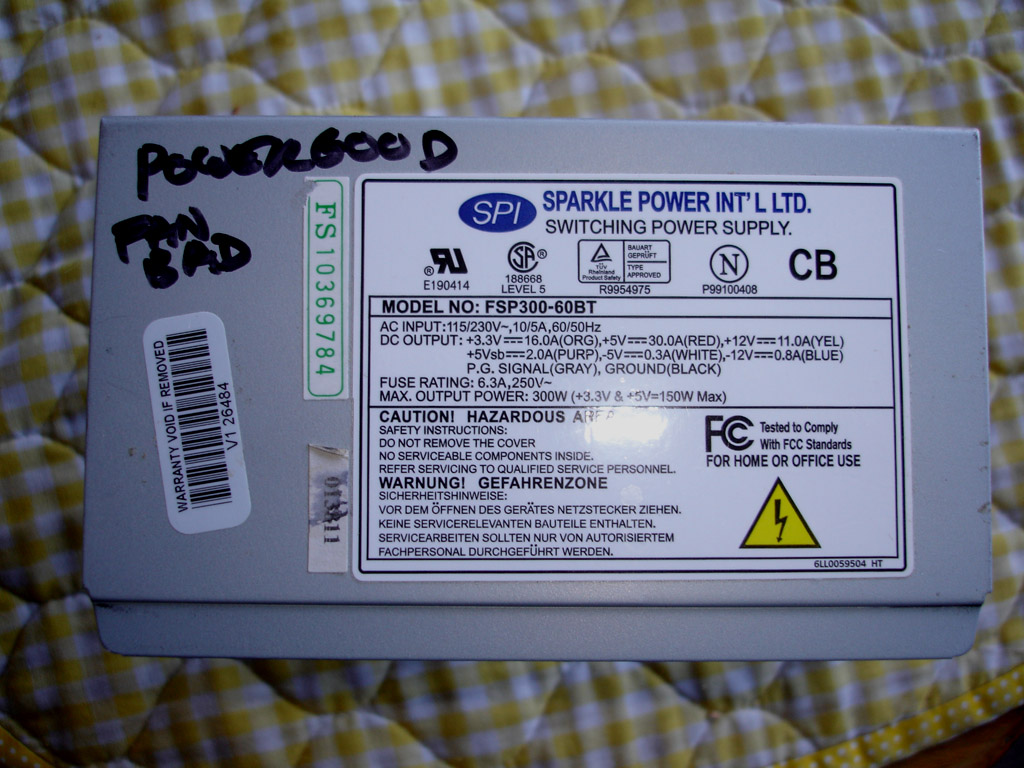 POWER GOOD
FAN
BAD
FS10369784
WARRANTY VOID IF REMOVED
V1 26484
SPI
SPARKLE POWER INT'L LTD.
SWITCHING POWER SUPPLY.
E190414
188668
LEVEL 5
TÜV
Rheinland
Product Safety
BAUART
GEPRÜFT
TYPE
APPROVED
R9954975
N
P99100408
CB
MODEL NO: FSP300-60BT
AC INPUT:115/230V~,10/5A,60/50Hz
DC OUTPUT: +3.3V⎓16.0A(ORG),+5V⎓30.0A(RED),+12V⎓11.0A(YEL)
+5Vsb⎓2.0A(PURP),-5V⎓0.3A(WHITE),-12V⎓0.8A(BLUE)
P.G. SIGNAL(GRAY), GROUND(BLACK)
FUSE RATING: 6.3A,250V~
MAX. OUTPUT POWER: 300W (+3.3V & +5V=150W Max)
CAUTION! HAZARDOUS
SAFETY INSTRUCTIONS:
DO NOT REMOVE THE COVER
NO SERVICEABLE COMPONENTS INSIDE.
REFER SERVICING TO QUALIFIED SERVICE PERSONNEL.
WARNUNG! GEFAHRENZONE
SICHERHEITSHINWEISE:
VOR DEM ÖFFNEN DES GERÄTES NETZSTECKER ZIEHEN.
KEINE SERVICERELEVANTEN BAUTEILE ENTHALTEN.
SERVICEARBEITEN SOLLTEN NUR VON AUTORISIERTEM
FACHPERSONAL DURCHGEFÜHRT WERDEN.
FC
Tested to Comply
With FCC Standards
FOR HOME OR OFFICE USE
6LL0059504 HT